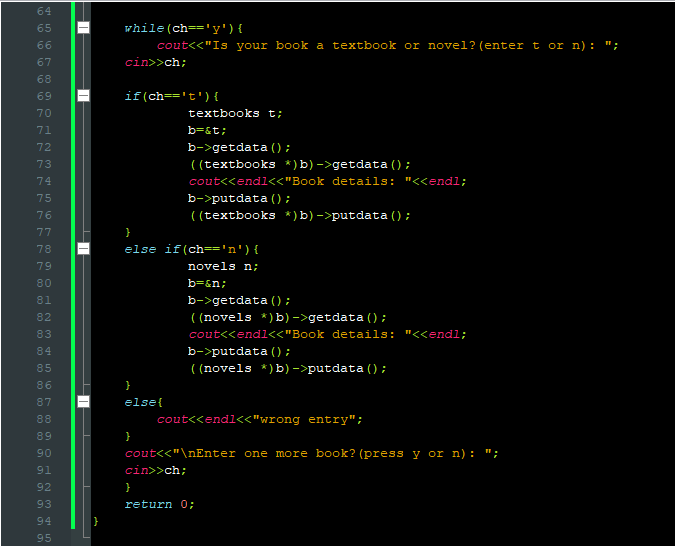 64
65 while(ch=='y'){
66 cout<<"Is your book a textbook or novel?(enter t or n): ";
67 cin>>ch;
68
69 if(ch=='t'){
70 textbooks t;
71 b=&t;
72 b->getdata();
73 ((textbooks *)b)->getdata();
74 cout<<endl<<"Book details: "<<endl;
75 b->putdata();
76 ((textbooks *)b)->putdata();
77 }
78 else if(ch=='n'){
79 novels n;
80 b=&n;
81 b->getdata();
82 ((novels *)b)->getdata();
83 cout<<endl<<"Book details: "<<endl;
84 b->putdata();
85 ((novels *)b)->putdata();
86 }
87 else{
88 cout<<endl<<"wrong entry";
89 }
90 cout<<"\nEnter one more book?(press y or n): ";
91 cin>>ch;
92 }
93 return 0;
94 }
95